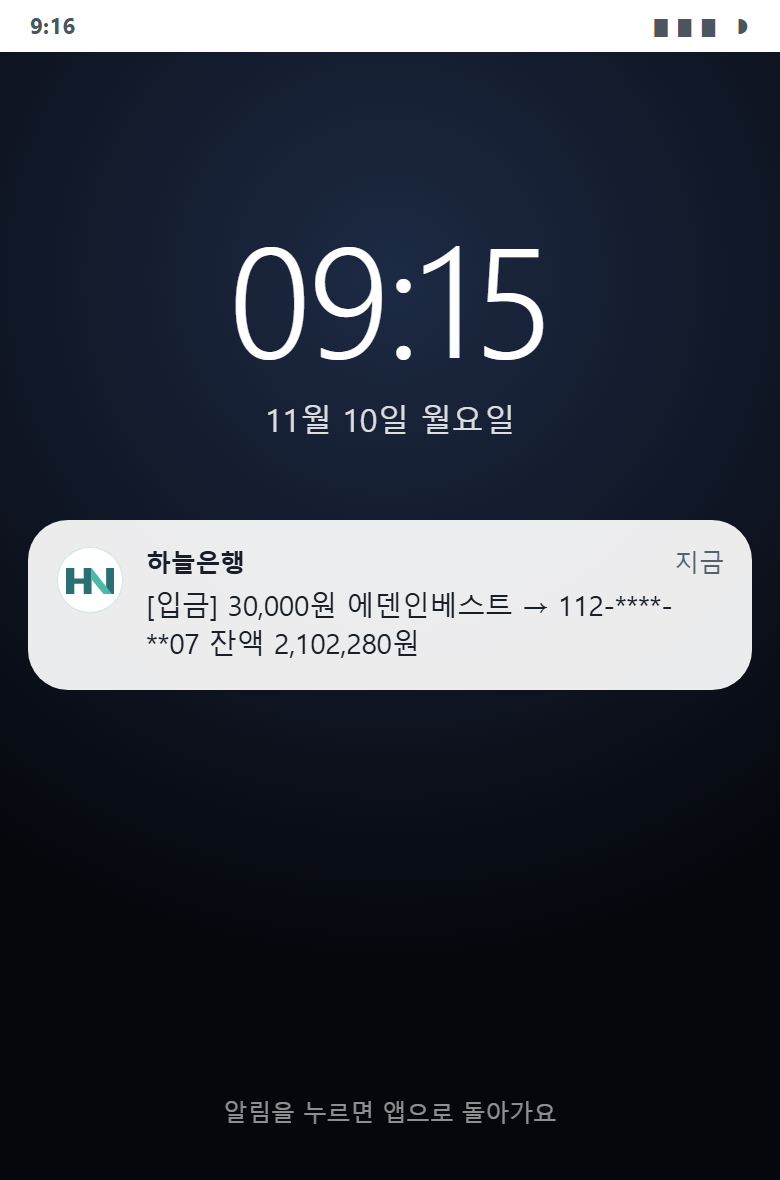 9:16
09:15
11월 10일 월요일
HN
하늘은행 지금
[입금] 30,000원 에덴인베스트 → 112-****-
**07 잔액 2,102,280원
알림을 누르면 앱으로 돌아가요